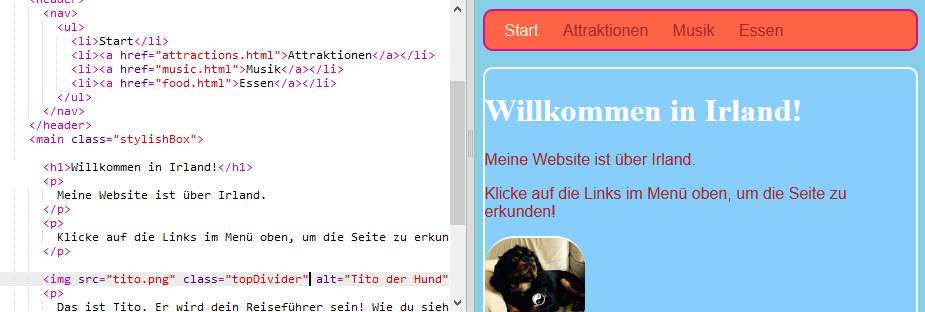 <header>
<nav>
<ul>
<li>Start</li>
<li><a href="attractions.html">Attraktionen</a></li>
<li><a href="music.html">Musik</a></li>
<li><a href="food.html">Essen</a></li>
</ul>
</nav>
</header>
<main class="stylishBox">
<h1>Willkommen in Irland!</h1>
<p>
Meine Website ist über Irland.
</p>
<p>
Klicke auf die Links im Menü oben, um die Seite zu erkun
</p>
<img src="tito.png" class="topDivider" alt="Tito der Hund"
<p>
Das ist Tito. Er wird dein Reiseführer sein! Wie du sieh
Start Attraktionen Musik Essen
Willkommen in Irland!
Meine Website ist über Irland.
Klicke auf die Links im Menü oben, um die Seite zu
erkunden!